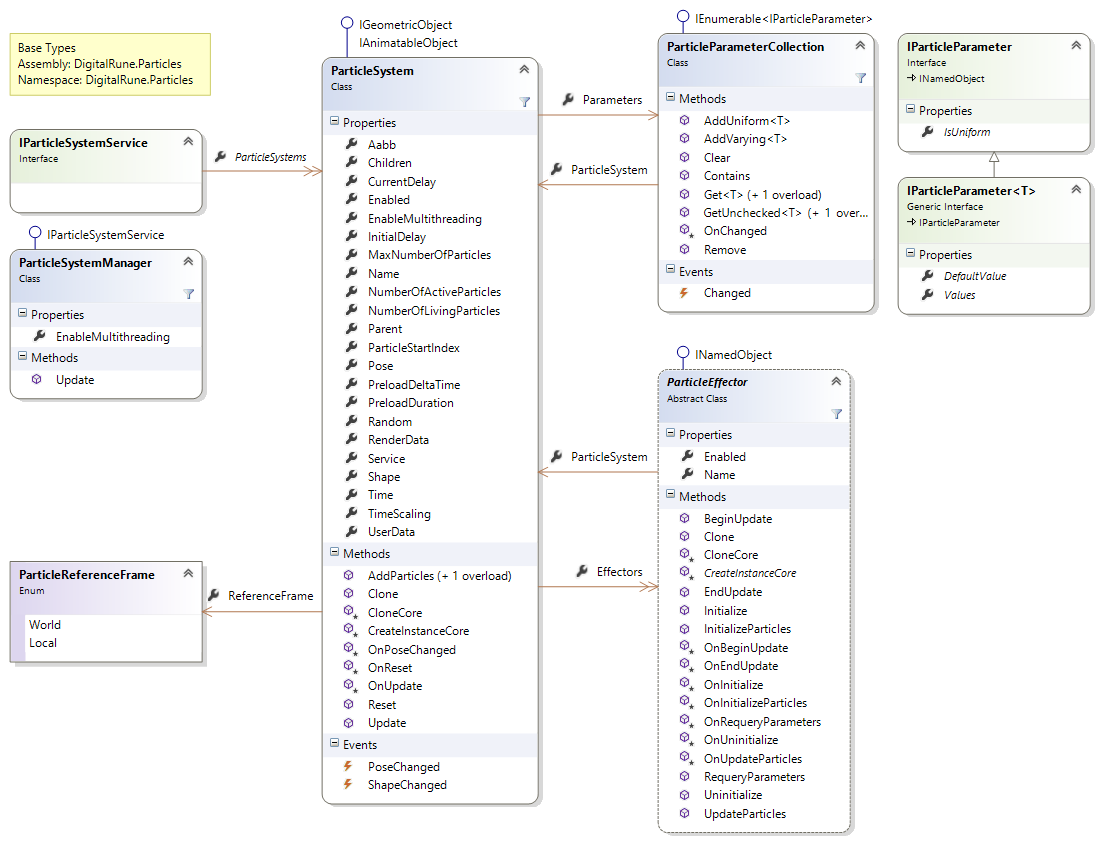 Base Types
Assembly: DigitalRune.Particles
Namespace: DigitalRune.Particles
IParticleSystemService
Interface
ParticleSystems
IParticleSystemService
ParticleSystemManager
Class
Properties
EnableMultithreading
Methods
Update
ParticleReferenceFrame
Enum
World
Local
ReferenceFrame
IGeometricObject
IAnimatableObject
ParticleSystem
Class
Properties
Aabb
Children
CurrentDelay
Enabled
EnableMultithreading
InitialDelay
MaxNumberOfParticles
Name
NumberOfActiveParticles
NumberOfLivingParticles
Parent
ParticleStartIndex
Pose
PreloadDeltaTime
PreloadDuration
Random
RenderData
Service
Shape
Time
TimeScaling
UserData
Methods
AddParticles (+ 1 overload)
Clone
CloneCore
CreateInstanceCore
OnPoseChanged
OnReset
OnUpdate
Reset
Update
Events
PoseChanged
ShapeChanged
Parameters
ParticleSystem
IEnumerable<IParticleParameter>
ParticleParameterCollection
Class
Methods
AddUniform<T>
AddVarying<T>
Clear
Contains
Get<T> (+ 1 overload)
GetUnchecked<T> (+ 1 over...
OnChanged
Remove
Events
Changed
ParticleSystem
Effectors
INamedObject
ParticleEffector
Abstract Class
Properties
Enabled
Name
Methods
BeginUpdate
Clone
CloneCore
CreateInstanceCore
EndUpdate
Initialize
InitializeParticles
OnBeginUpdate
OnEndUpdate
OnInitialize
OnInitializeParticles
OnRequeryParameters
OnUninitialize
OnUpdateParticles
RequeryParameters
Uninitialize
UpdateParticles
IParticleParameter
Interface
INamedObject
Properties
IsUniform
IParticleParameter<T>
Generic Interface
IParticleParameter
Properties
DefaultValue
Values